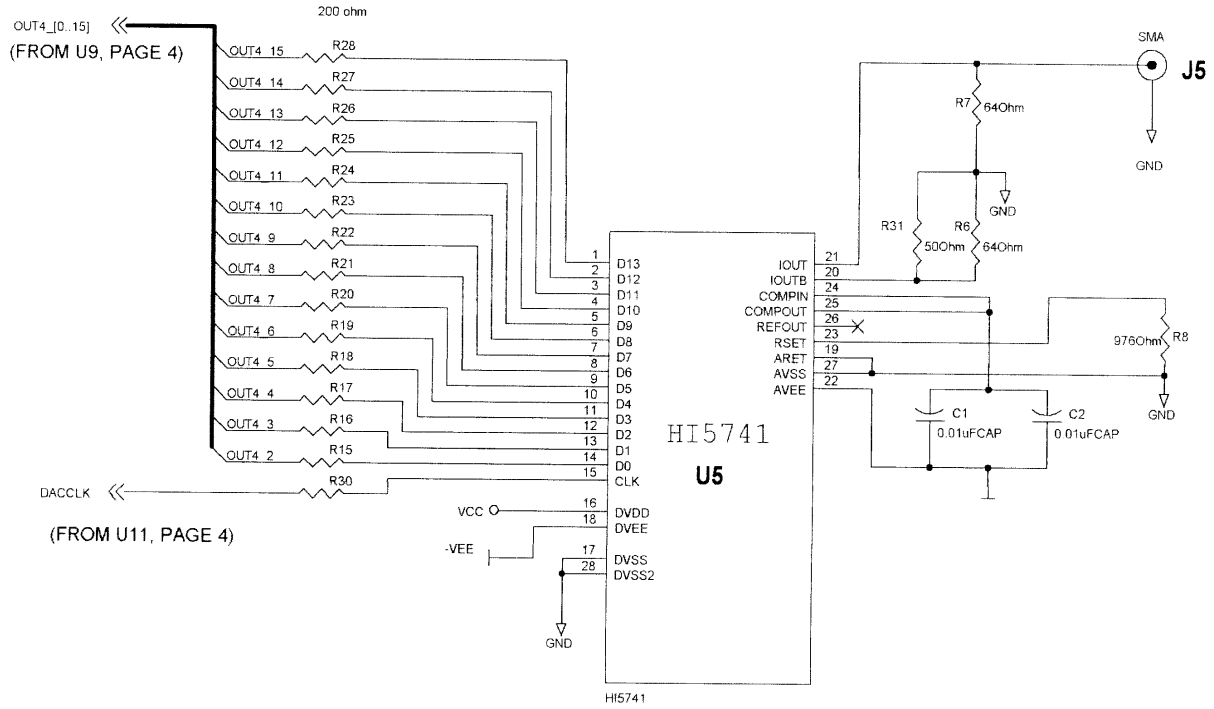 200 ohm
OUT4_[0..15]
(FROM U9, PAGE 4)
OUT4_15 R28
OUT4_14 R27
OUT4_13 R26
OUT4_12 R25
OUT4_11 R24
OUT4_10 R23
OUT4_9 R22
OUT4_8 R21
OUT4_7 R20
OUT4_6 R19
OUT4_5 R18
OUT4_4 R17
OUT4_3 R16
OUT4_2 R15
DACCLK R30
(FROM U11, PAGE 4)
1 D13
2 D12
3 D11
4 D10
5 D9
6 D8
7 D7
8 D6
9 D5
10 D4
11 D3
12 D2
13 D1
14 D0
15 CLK
VCC 16 DVDD
-VEE 18 DVEE
17 DVSS
28 DVSS2
GND
HI5741
U5
HI5741
IOUT 21
IOUTB 20
COMPIN 24
COMPOUT 25
REFOUT 26
RSET 23
ARET 19
AVSS 27
AVEE 22
SMA
J5
GND
R7 64Ohm
GND
R31 50Ohm
R6 64Ohm
976Ohm R8
GND
C1
0.01uFCAP
C2
0.01uFCAP